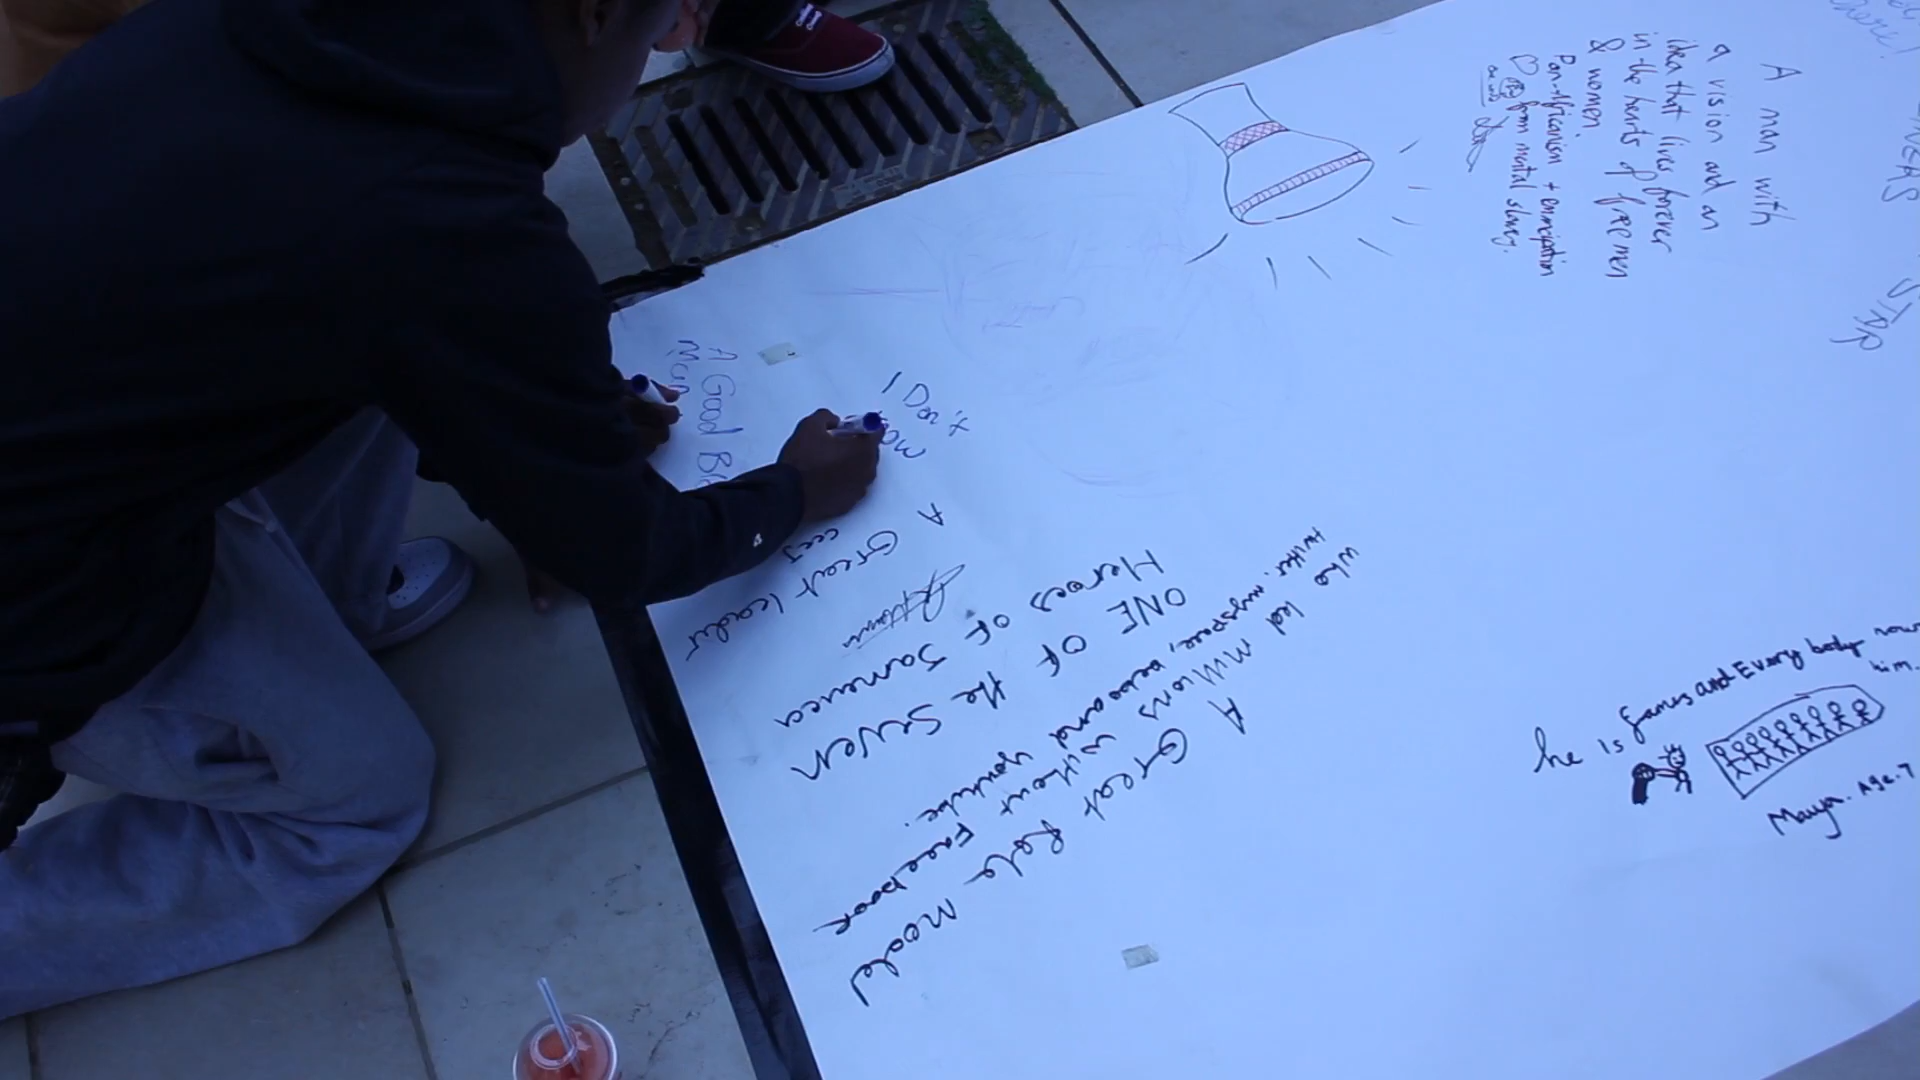 A man with
a vision and an
idea that lives forever
in the hearts of free men
& women
Pan-Africanism + emancipation
from mental slavery.
STAR
A Good
Man
I Don't
A Great leader
ONE OF the Seven
Heroes of Jamaica
A Great Role Model
who led millions without Facebook
twitter, myspace, bebo and youtube.
he is famous and Every body
him.
Maya. Age. 7